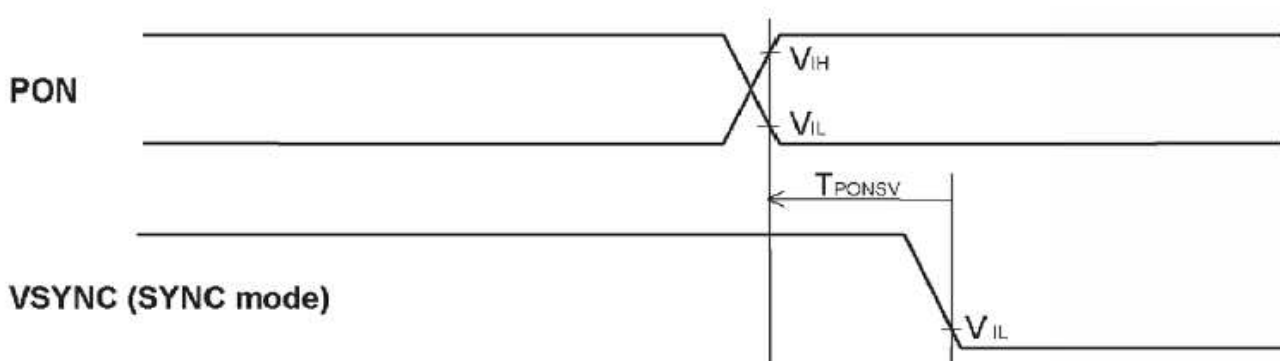 PON
VIH
VIL
TPONSV
VSYNC (SYNC mode)
VIL